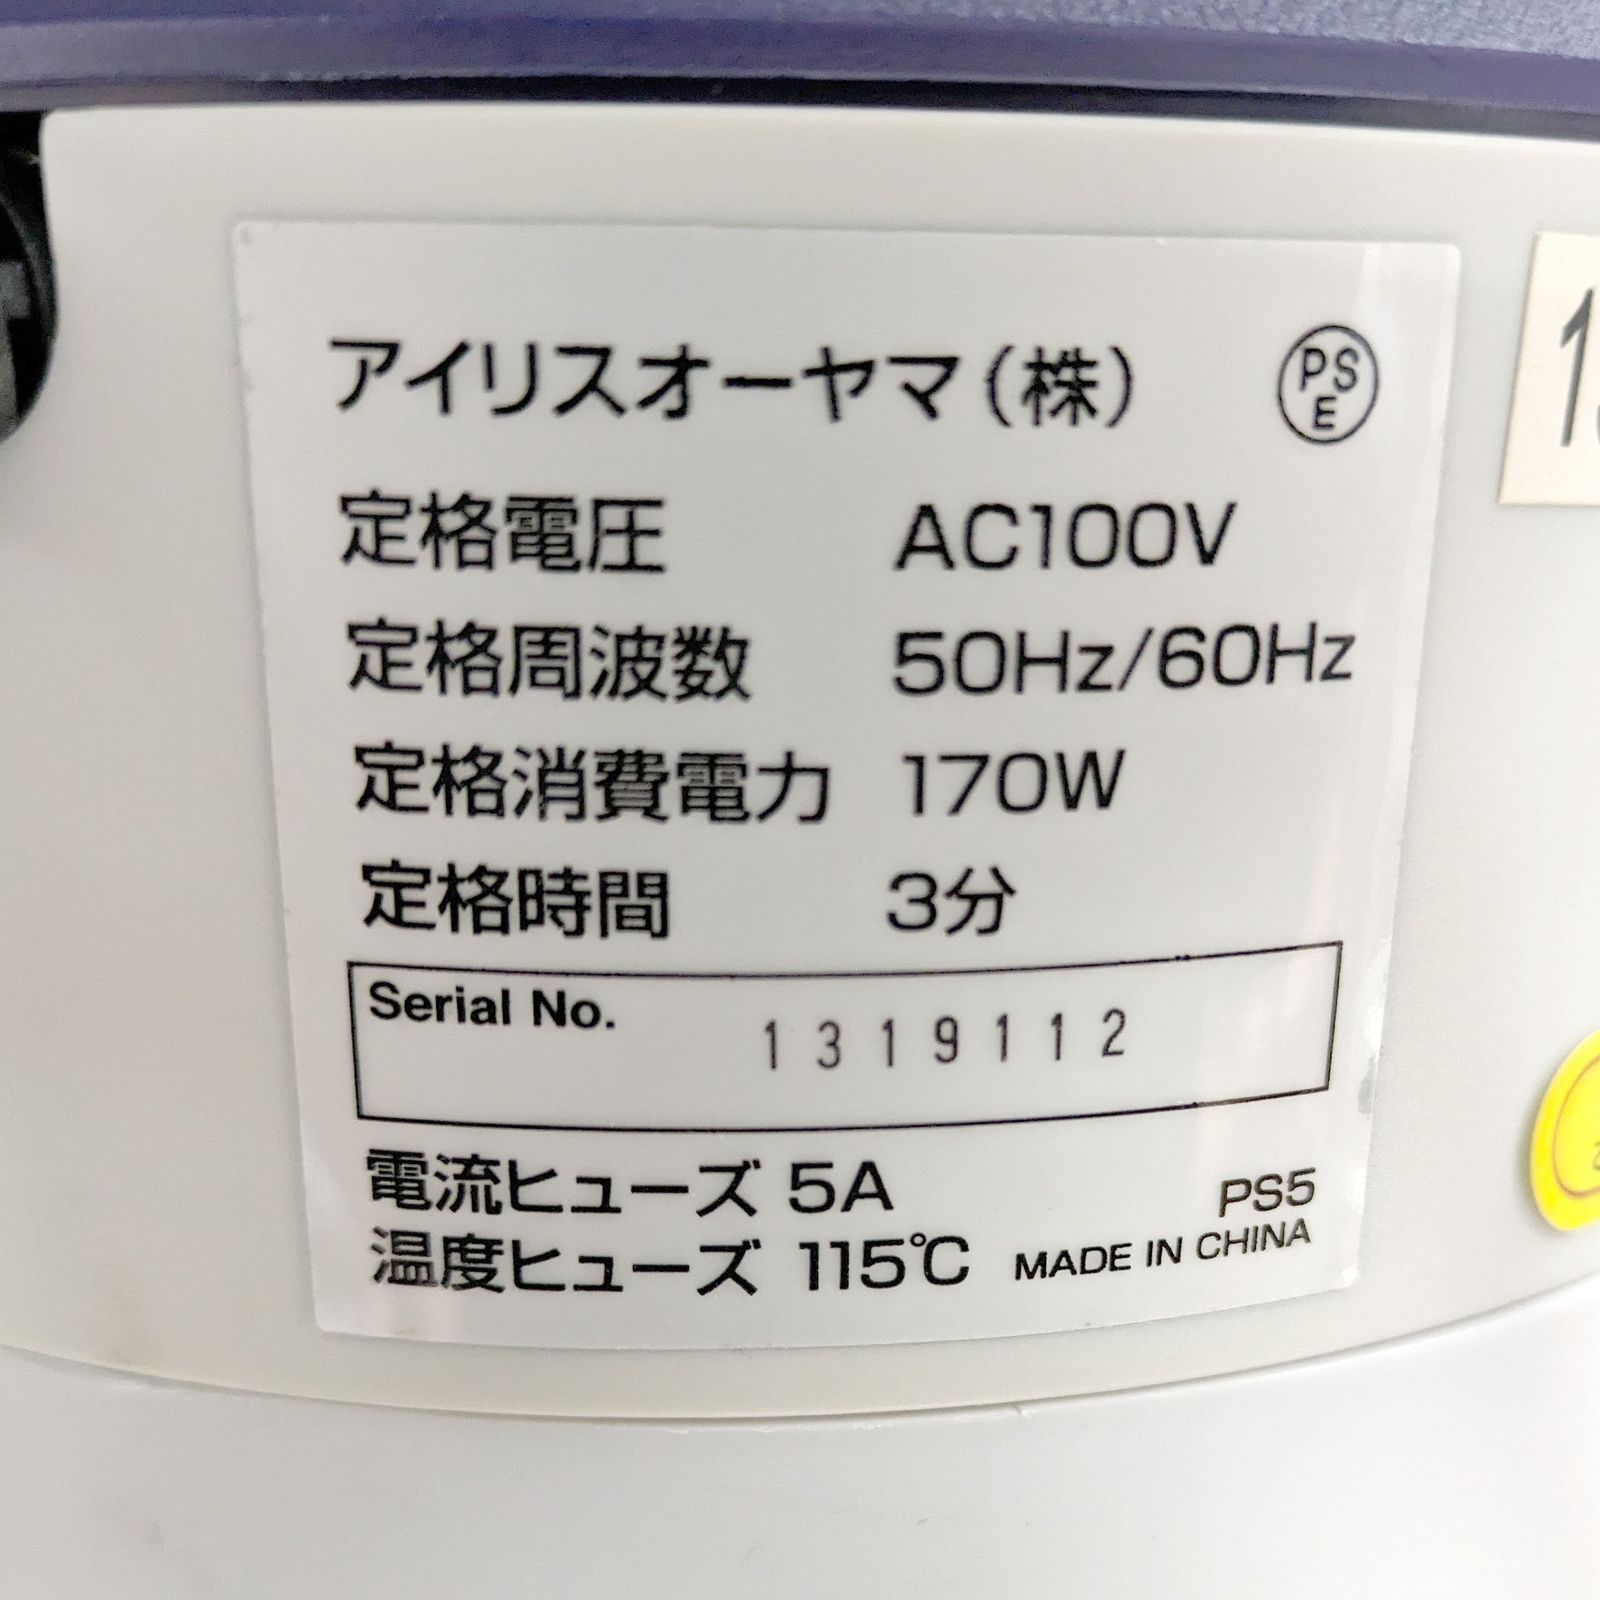 アイリスオーヤマ(株) PSE
定格電圧 AC100V
定格周波数 50Hz/60Hz
定格消費電力 170W
定格時間 3分
Serial No. 1319112
電流ヒューズ 5A PS5
温度ヒューズ 115℃ MADE IN CHINA